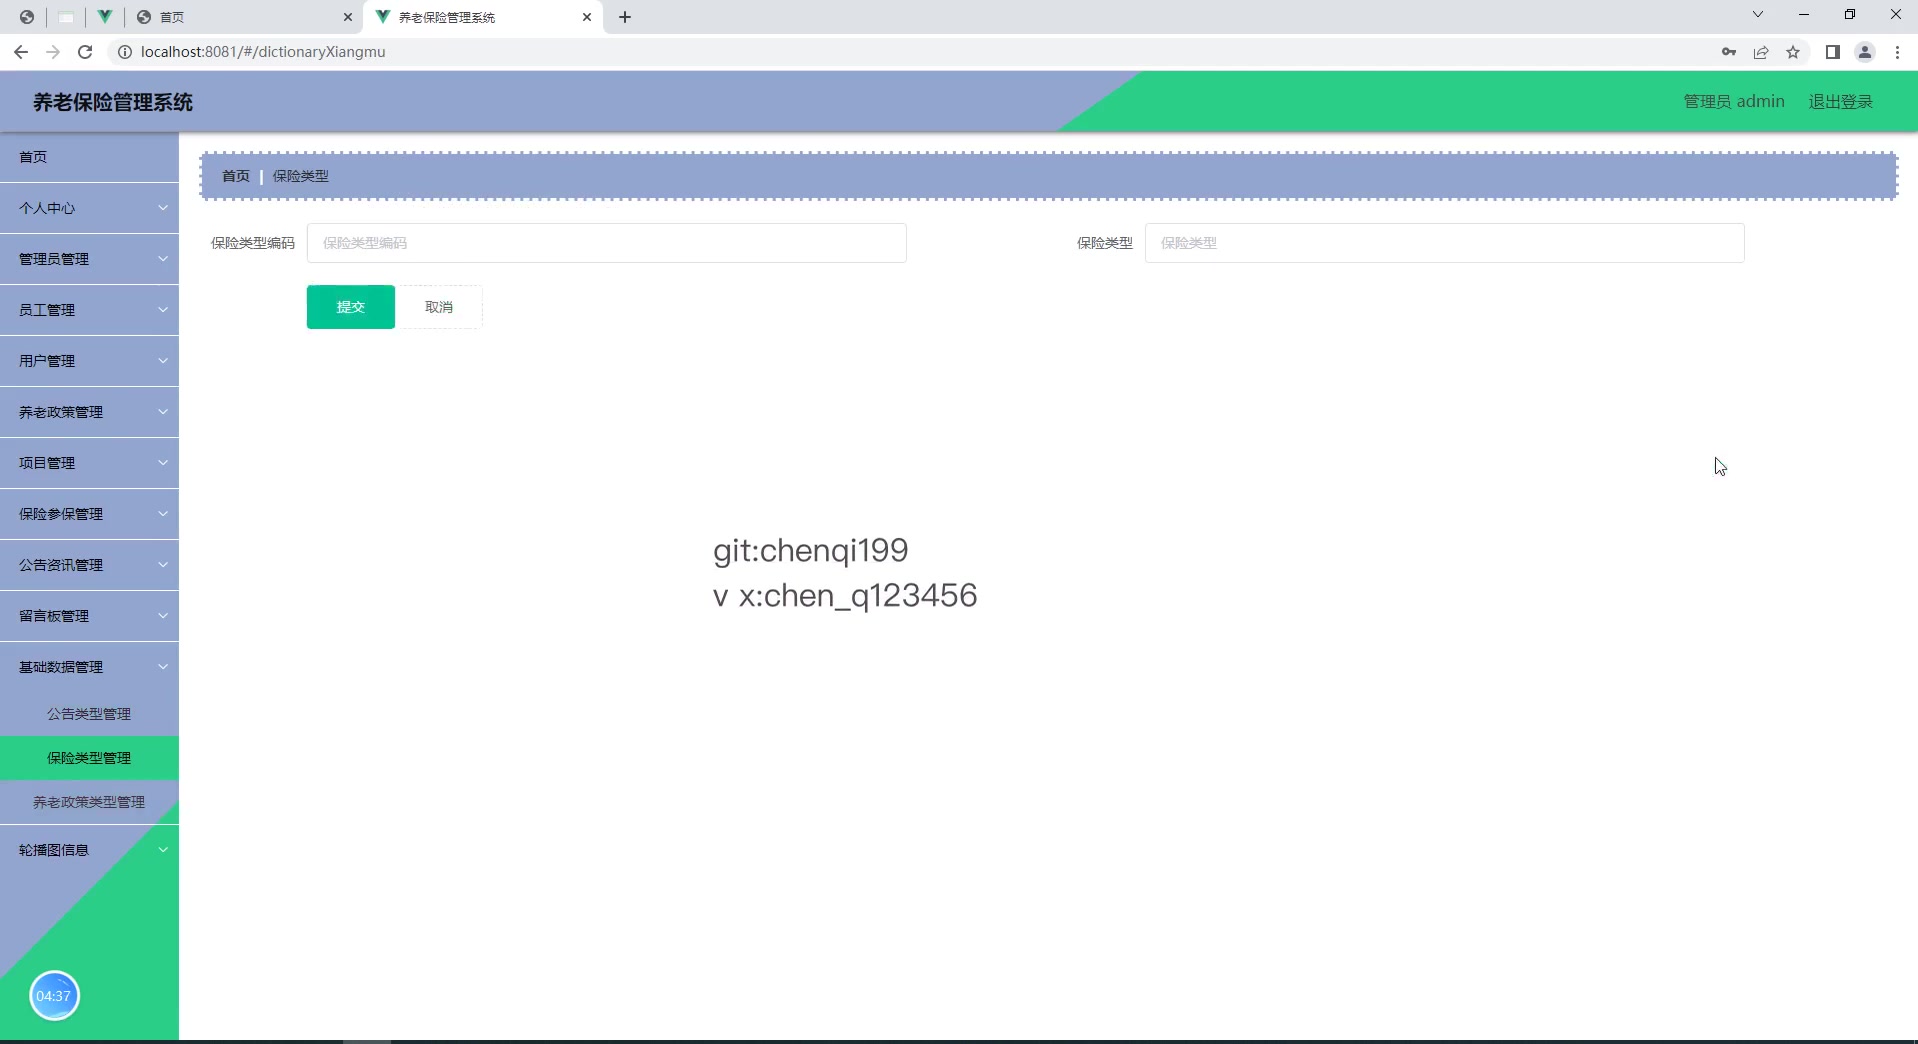 首页
养老保险管理系统
localhost:8081/#/dictionaryXiangmu
养老保险管理系统
管理员 admin
退出登录
首页
个人中心
管理员管理
员工管理
用户管理
养老政策管理
项目管理
保险参保管理
公告资讯管理
留言板管理
基础数据管理
公告类型管理
保险类型管理
养老政策类型管理
轮播图信息
04:37
首页
保险类型
保险类型编码
保险类型编码
保险类型
保险类型
提交
取消
git:chenqi199
v x:chen_q123456